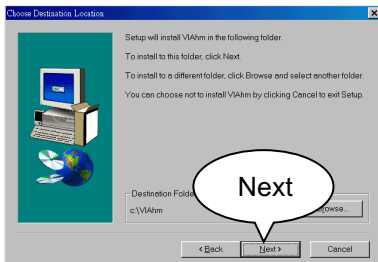 Choose Destination Location
Setup will install VIAhm in the following folder.
To install to this folder, click Next.
To install to a different folder, click Browse and select another folder.
You can choose not to install VIAhm by clicking Cancel to exit Setup.
Destination Folde
c:\VIAhm
owse...
Next
< Back
Next >
Cancel